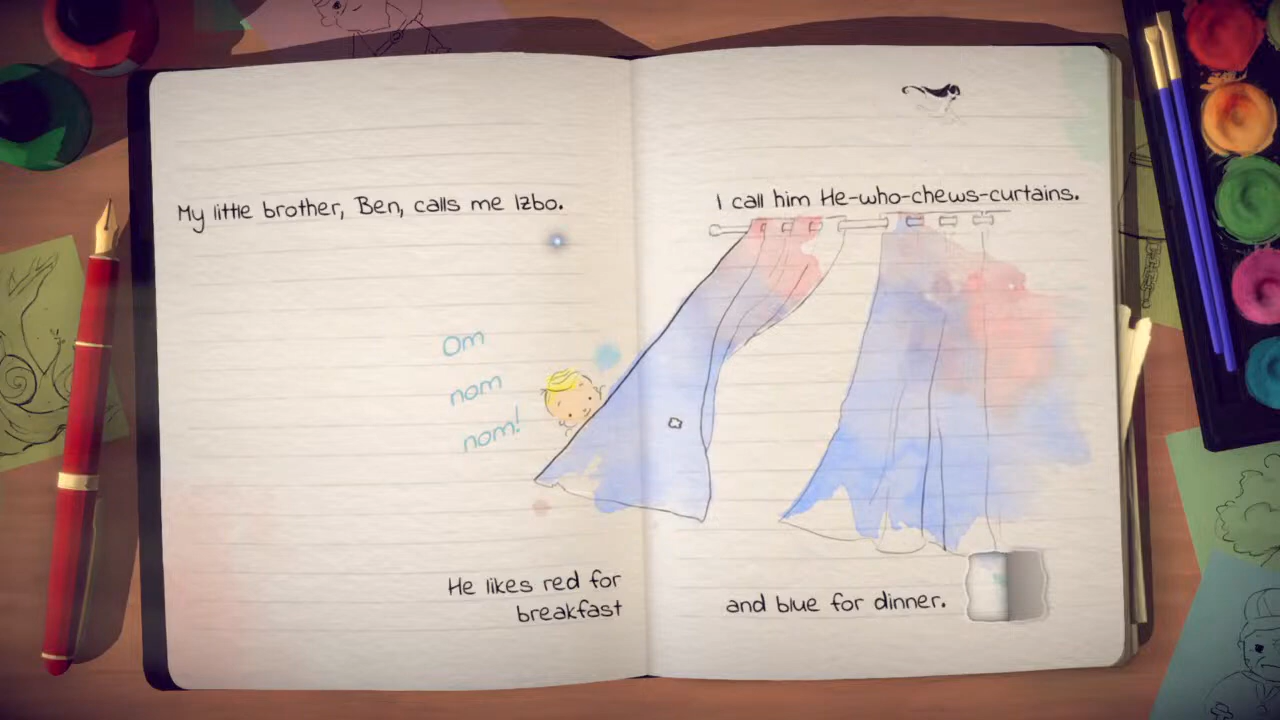 My little brother, Ben, calls me Izbo.
Om
nom
nom!
He likes red for
breakfast
I call him He-who-chews-curtains.
and blue for dinner.